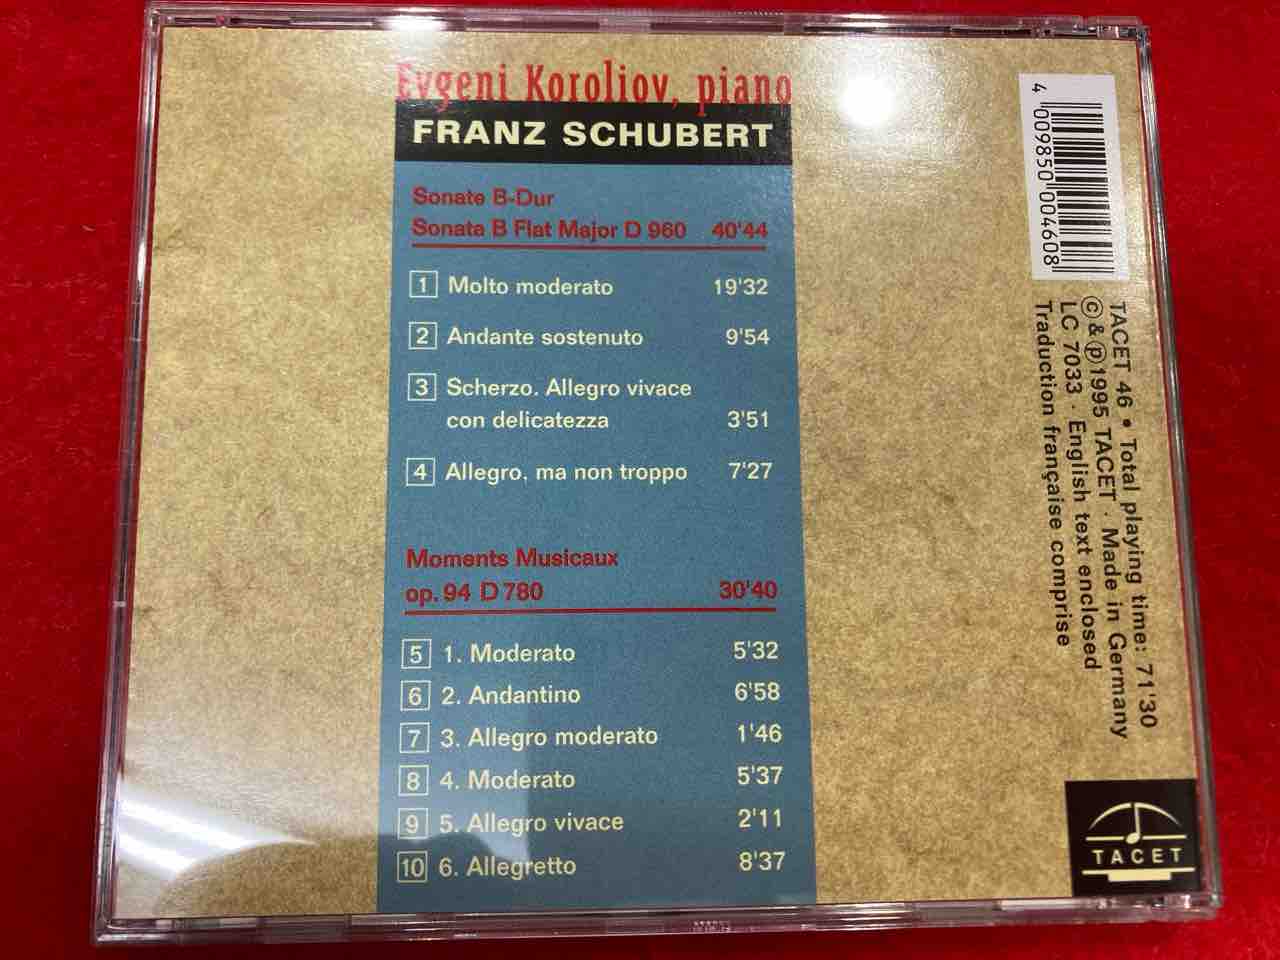 Evgeni Koroliov, piano
FRANZ SCHUBERT
Sonate B-Dur
Sonata B Flat Major D 960 40'44
1 Molto moderato 19'32
2 Andante sostenuto 9'54
3 Scherzo. Allegro vivace
con delicatezza 3'51
4 Allegro, ma non troppo 7'27
Moments Musicaux
op. 94 D 780 30'40
5 1. Moderato 5'32
6 2. Andantino 6'58
7 3. Allegro moderato 1'46
8 4. Moderato 5'37
9 5. Allegro vivace 2'11
10 6. Allegretto 8'37
4 009850 004608
TACET 46 • Total playing time: 71'30
©&℗1995 TACET · Made in Germany
LC 7033 · English text enclosed
Traduction française comprise
TACET